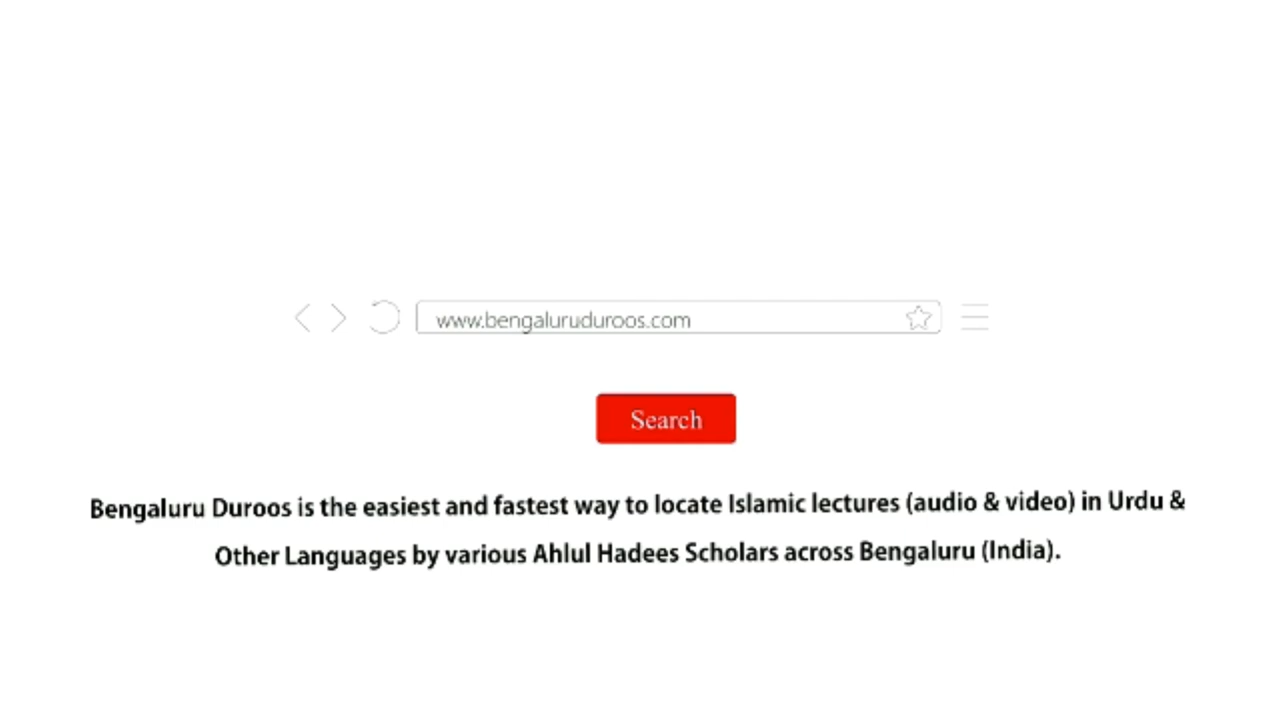 www.bengaluruduroos.com
Search
Bengaluru Duroos is the easiest and fastest way to locate Islamic lectures (audio & video) in Urdu &
Other Languages by various Ahlul Hadees Scholars across Bengaluru (India).